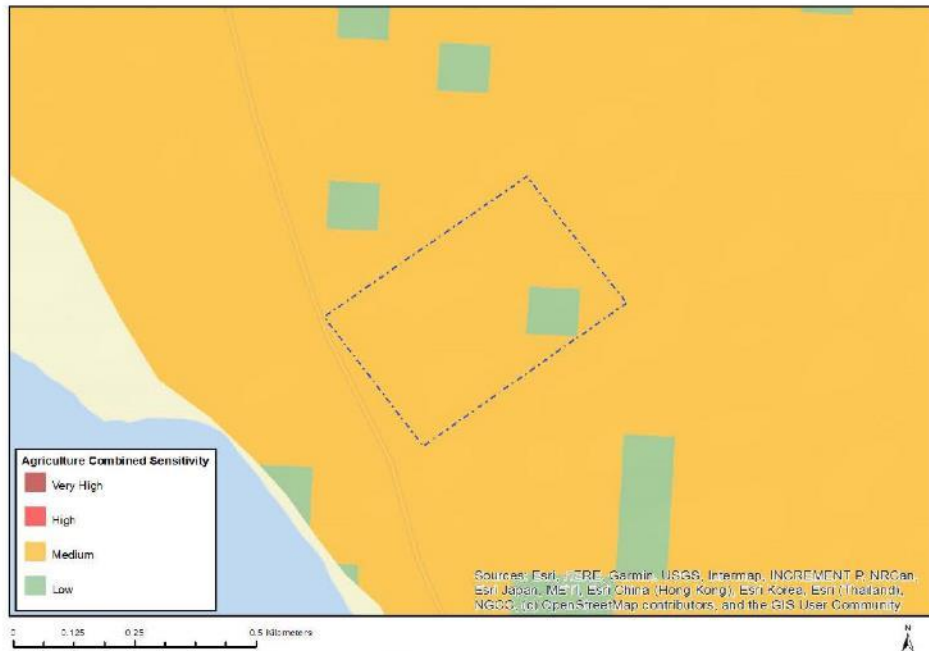 Agriculture Combined Sensitivity
Very High
High
Medium
Low
Sources: Esri, HERE, Garmin, USGS, Intermap, INCREMENT P, NRCan,
Esri Japan, METI, Esri China (Hong Kong), Esri Korea, Esri (Thailand),
NGCC, (c) OpenStreetMap contributors, and the GIS User Community
0 0.125 0.25 0.5 Kilometers
N